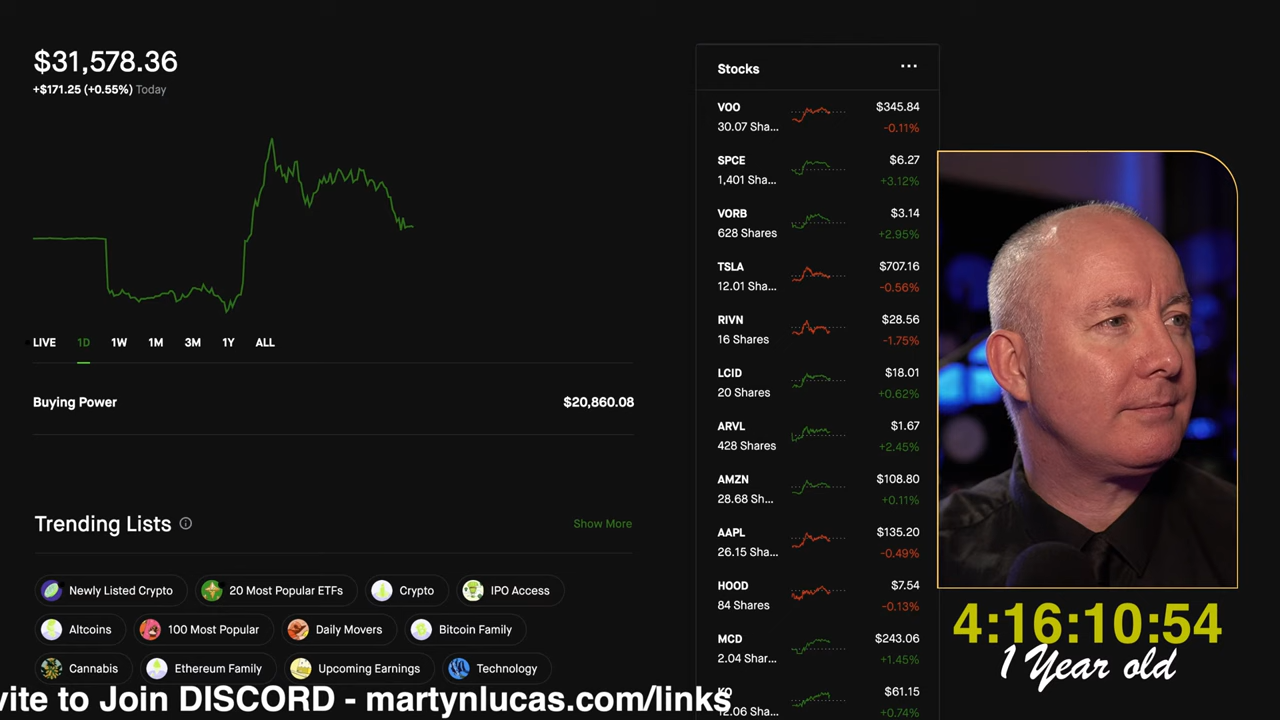 $31,578.36
+$171.25 (+0.55%) Today
LIVE 1D 1W 1M 3M 1Y ALL
Buying Power $20,860.08
Trending Lists
Show More
Newly Listed Crypto
20 Most Popular ETFs
Crypto
IPO Access
Altcoins
100 Most Popular
Daily Movers
Bitcoin Family
Cannabis
Ethereum Family
Upcoming Earnings
Technology
Stocks
VOO $345.84
30.07 Sha... -0.11%
SPCE $6.27
1,401 Sha... +3.12%
VORB $3.14
628 Shares +2.95%
TSLA $707.16
12.01 Sha... -0.56%
RIVN $28.56
16 Shares -1.75%
LCID $18.01
20 Shares +0.62%
ARVL $1.67
428 Shares +2.45%
AMZN $108.80
28.68 Sh... +0.11%
AAPL $135.20
26.15 Sha... -0.49%
HOOD $7.54
84 Shares -0.13%
MCD $243.06
2.04 Shar... +1.45%
KO $61.15
12.06 Sha... +0.74%
4:16:10:54
1 Year old
vite to Join DISCORD - martynlucas.com/links